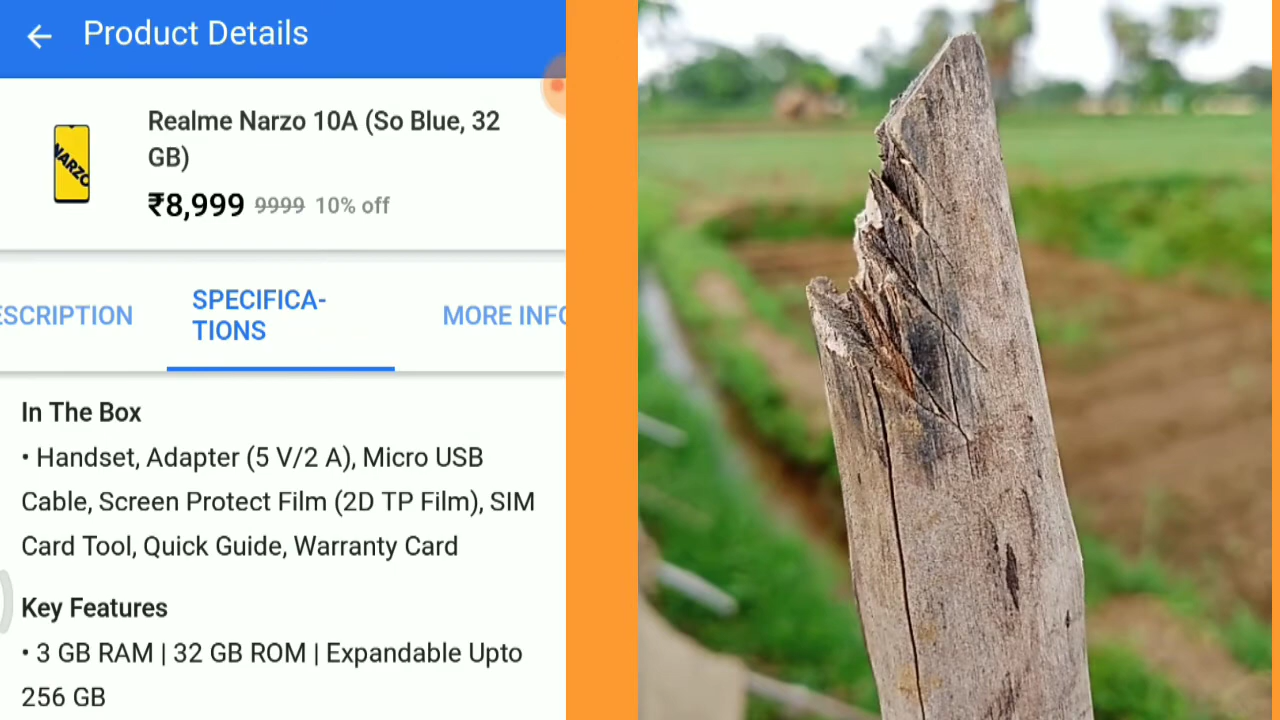 Product Details
Realme Narzo 10A (So Blue, 32
GB)
₹8,999 9999 10% off
NARZO
ESCRIPTION
SPECIFICA-
TIONS
MORE INFO
In The Box
• Handset, Adapter (5 V/2 A), Micro USB
Cable, Screen Protect Film (2D TP Film), SIM
Card Tool, Quick Guide, Warranty Card
Key Features
• 3 GB RAM | 32 GB ROM | Expandable Upto
256 GB